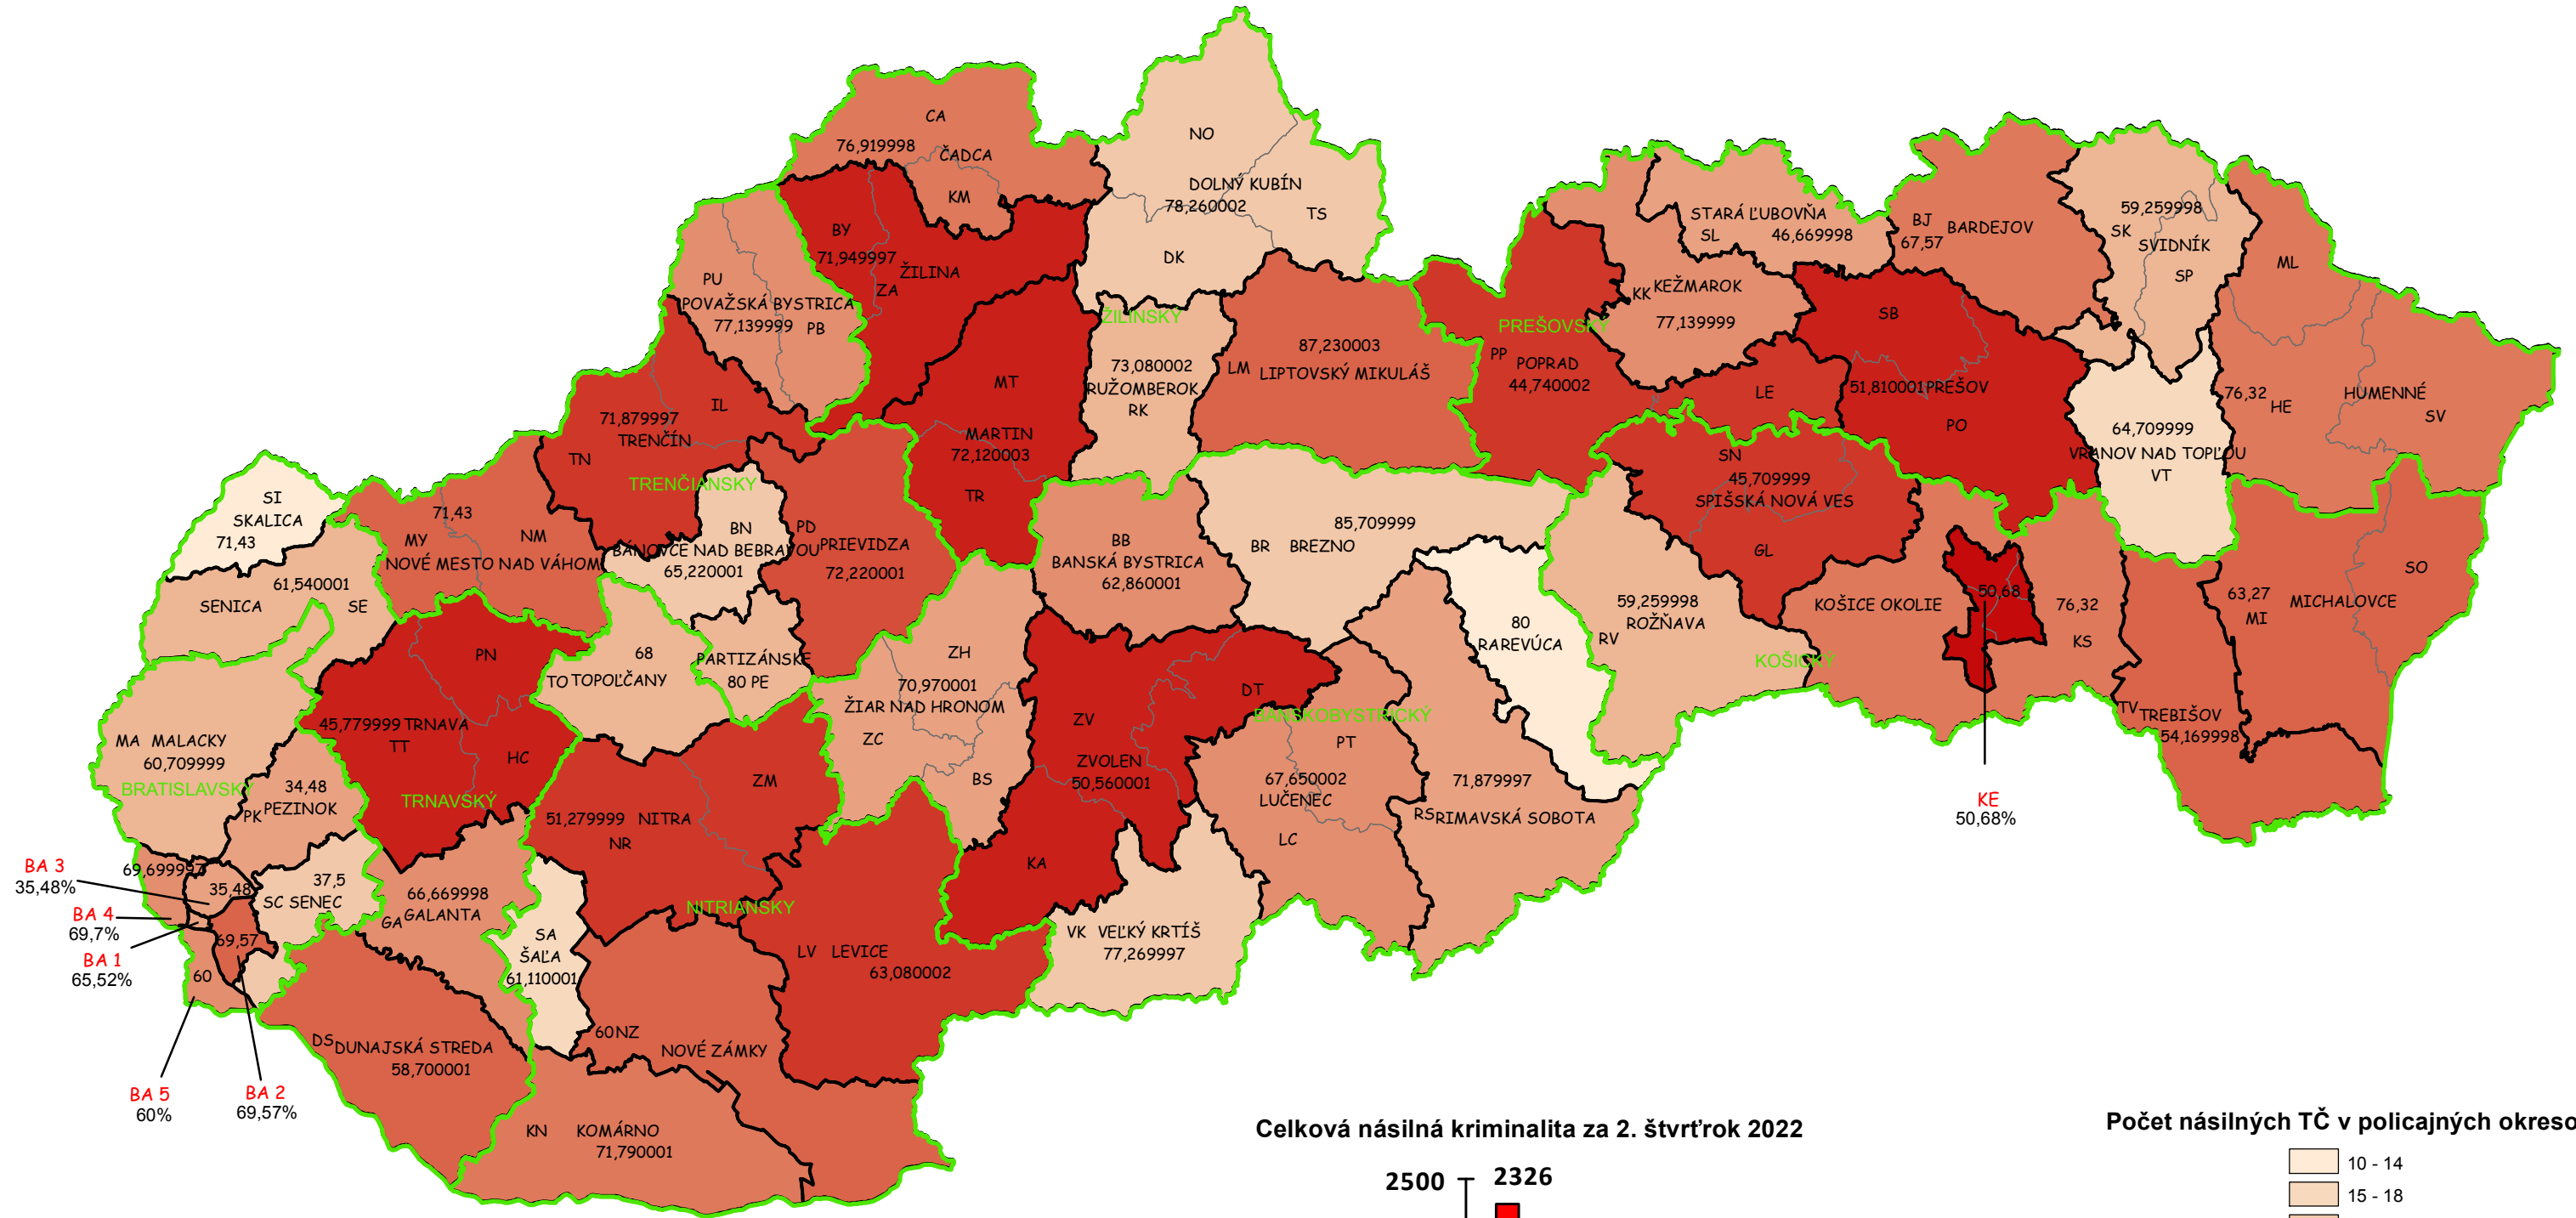 CA
76,919998
ČADCA
KM
NO
DOLNÝ KUBÍN
78,260002
TS
DK
BY
71,949997
ŽILINA
ZA
PU
POVAŽSKÁ BYSTRICA
77,139999 PB
ŽILINSKÝ
73,080002
RUŽOMBEROK
RK
87,230003
LM LIPTOVSKÝ MIKULÁŠ
MT
MARTIN
72,120003
TR
IL
71,879997
TRENČÍN
TN
TRENČIANSKY
PREŠOVSKÝ
PP POPRAD
44,740002
LE
KK KEŽMAROK
77,139999
STARÁ ĽUBOVŇA
SL 46,669998
BJ BARDEJOV
67,57
59,259998
SK
SVIDNÍK
SP
ML
SB
51,810001 PREŠOV
PO
76,32
HE
HUMENNÉ
SV
64,709999
VRANOV NAD TOPĽOU
VT
SI
SKALICA
71,43
61,540001
SENICA
SE
71,43
MY NM
NOVÉ MESTO NAD VÁHOM
BN
BÁNOVCE NAD BEBRAVOU
65,220001
PD
PRIEVIDZA
72,220001
BB
BANSKÁ BYSTRICA
62,860001
85,709999
BR BREZNO
SN
45,709999
SPIŠSKÁ NOVÁ VES
GL
59,259998
ROŽŇAVA
RV
KOŠICKÝ
KOŠICE OKOLIE
50,68
76,32
KS
KE
50,68%
63,27
MI MICHALOVCE
SO
TV TREBIŠOV
54,169998
80
RAREVÚCA
PN
45,779999 TRNAVA
TT
HC
TRNAVSKÝ
68
TO TOPOĽČANY
PARTIZÁNSKE
80 PE
ZH
70,970001
ŽIAR NAD HRONOM
ZC
BS
ZV
DT
ZVOLEN
50,560001
KA
BANSKOBYSTRICKÝ
PT
67,650002
LUČENEC
LC
71,879997
RS RIMAVSKÁ SOBOTA
MA MALACKY
60,709999
BRATISLAVSKÝ
34,48
PK PEZINOK
37,5
SC SENEC
66,669998
GA GALANTA
51,279999 NITRA
NR
ZM
NITRIANSKY
SA
ŠAĽA
61,110001
LV LEVICE
63,080002
VK VEĽKÝ KRTÍŠ
77,269997
60 NZ
NOVÉ ZÁMKY
DS DUNAJSKÁ STREDA
58,700001
KN KOMÁRNO
71,790001
69,699997
35,48
69,57
60
BA 3
35,48%
BA 4
69,7%
BA 1
65,52%
BA 5
60%
BA 2
69,57%
Celková násilná kriminalita za 2. štvrťrok 2022
2500
2326
Počet násilných TČ v policajných okreso
10 - 14
15 - 18